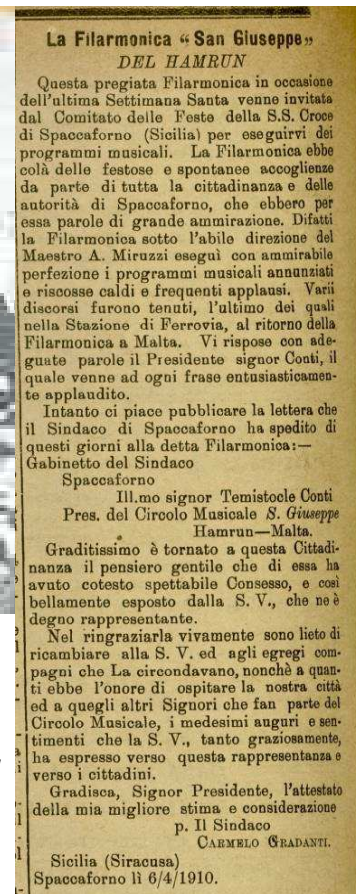 La Filarmonica “San Giuseppe”
DEL HAMRUN
Questa pregiata Filarmonica in occasione
dell'ultima Settimana Santa venne invitata
dal Comitato delle Feste della S.S. Croce
di Spaccaforno (Sicilia) per eseguirvi dei
programmi musicali. La Filarmonica ebbe
colà delle festose e spontanee accoglienze
da parte di tutta la cittadinanza e delle
autorità di Spaccaforno, che ebbero per
essa parole di grande ammirazione. Difatti
la Filarmonica sotto l'abile direzione del
Maestro A. Miruzzi eseguì con ammirabile
perfezione i programmi musicali annunziati
e riscosse caldi e frequenti applausi. Varii
discorsi furono tenuti, l'ultimo dei quali
nella Stazione di Ferrovia, al ritorno della
Filarmonica a Malta. Vi rispose con ade-
guate parole il Presidente signor Conti, il
quale venne ad ogni frase entusiasticamen-
te applaudito.
Intanto ci piace pubblicare la lettera che
il Sindaco di Spaccaforno ha spedito di
questi giorni alla detta Filarmonica:—
Gabinetto del Sindaco
Spaccaforno
Ill.mo signor Temistocle Conti
Pres. del Circolo Musicale S. Giuseppe
Hamrun—Malta.
Graditissimo è tornato a questa Cittadi-
nanza il pensiero gentile che di essa ha
avuto cotesto spettabile Consesso, e così
bellamente esposto dalla S. V., che ne è
degno rappresentante.
Nel ringraziarla vivamente sono lieto di
ricambiare alla S. V. ed agli egregi com-
pagni che La circondavano, nonchè a quan-
ti ebbe l'onore di ospitare la nostra città
ed a quegli altri Signori che fan parte del
Circolo Musicale, i medesimi auguri e sen-
timenti che la S. V., tanto graziosamente,
ha espresso verso questa rappresentanza e
verso i cittadini.
Gradisca, Signor Presidente, l'attestato
della mia migliore stima e considerazione
p. Il Sindaco
CARMELO GRADANTI.
Sicilia (Siracusa)
Spaccaforno lì 6/4/1910.